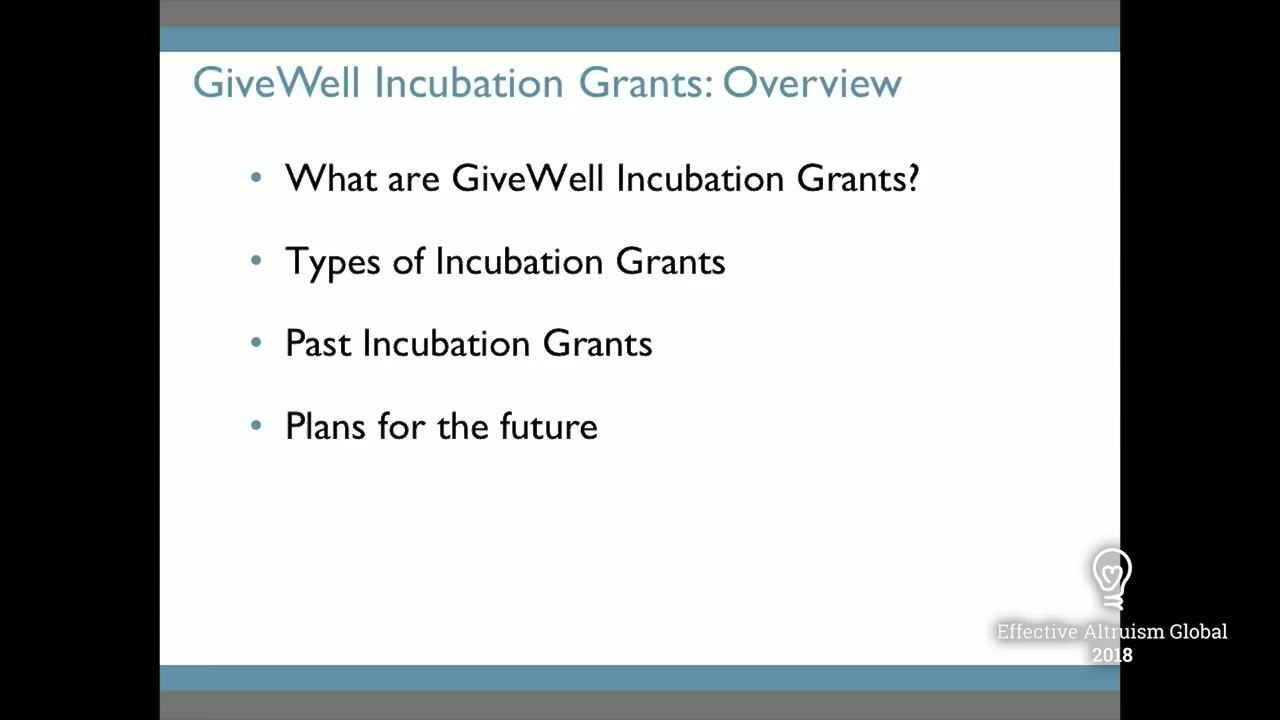 GiveWell Incubation Grants: Overview
• What are GiveWell Incubation Grants?
• Types of Incubation Grants
• Past Incubation Grants
• Plans for the future
Effective Altruism Global
2018